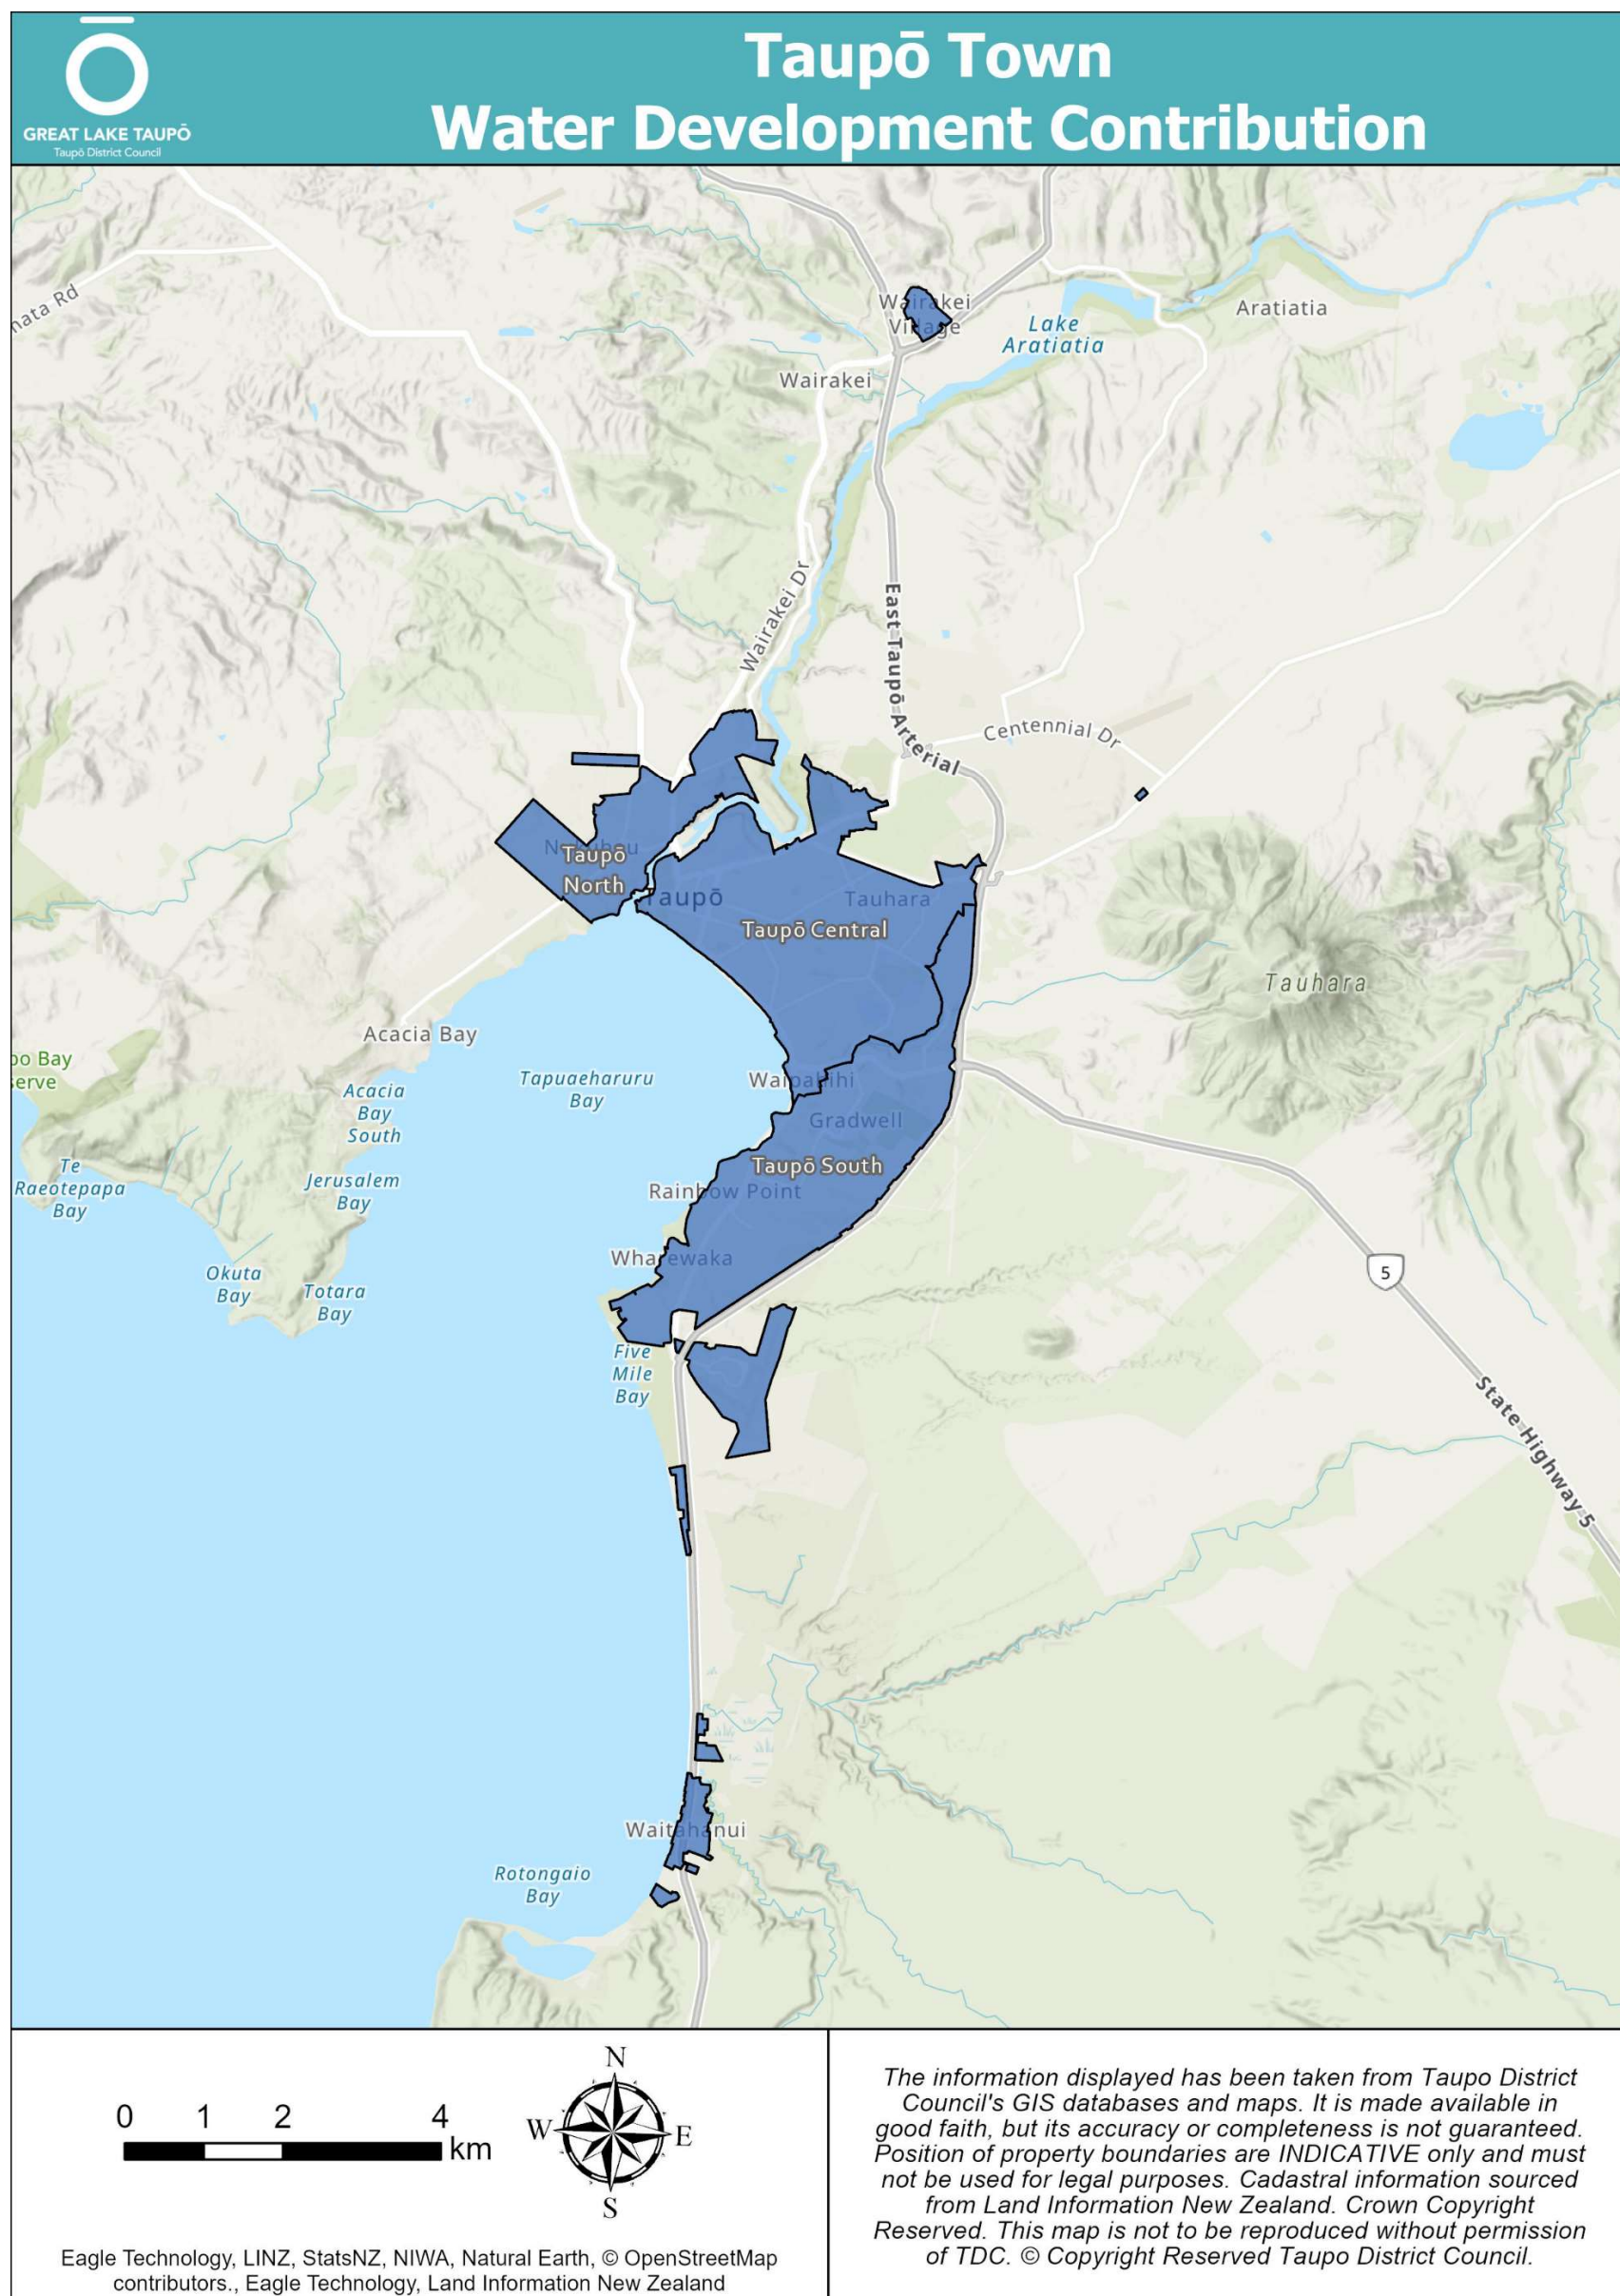 GREAT LAKE TAUPŌ
Taupō District Council
Taupō Town
Water Development Contribution
Wairakei
Village
Lake
Aratiatia
Aratiatia
Wairakei
Wairakei Dr
East Taupō Arterial
Centennial Dr
Taupō
North
Taupō
Tauhara
Taupō Central
Tauhara
Acacia Bay
Tapuaeharuru
Bay
Waipahihi
Acacia
Bay
South
Gradwell
Te
Raeotepapa
Bay
Jerusalem
Bay
Taupō South
Rainbow Point
Wharewaka
Okuta
Bay
Totara
Bay
5
Five
Mile
Bay
State Highway 5
Waitahanui
Rotongaio
Bay
0 1 2 4
km
N
W E
S
Eagle Technology, LINZ, StatsNZ, NIWA, Natural Earth, © OpenStreetMap
contributors., Eagle Technology, Land Information New Zealand
The information displayed has been taken from Taupo District
Council's GIS databases and maps. It is made available in
good faith, but its accuracy or completeness is not guaranteed.
Position of property boundaries are INDICATIVE only and must
not be used for legal purposes. Cadastral information sourced
from Land Information New Zealand. Crown Copyright
Reserved. This map is not to be reproduced without permission
of TDC. © Copyright Reserved Taupo District Council.